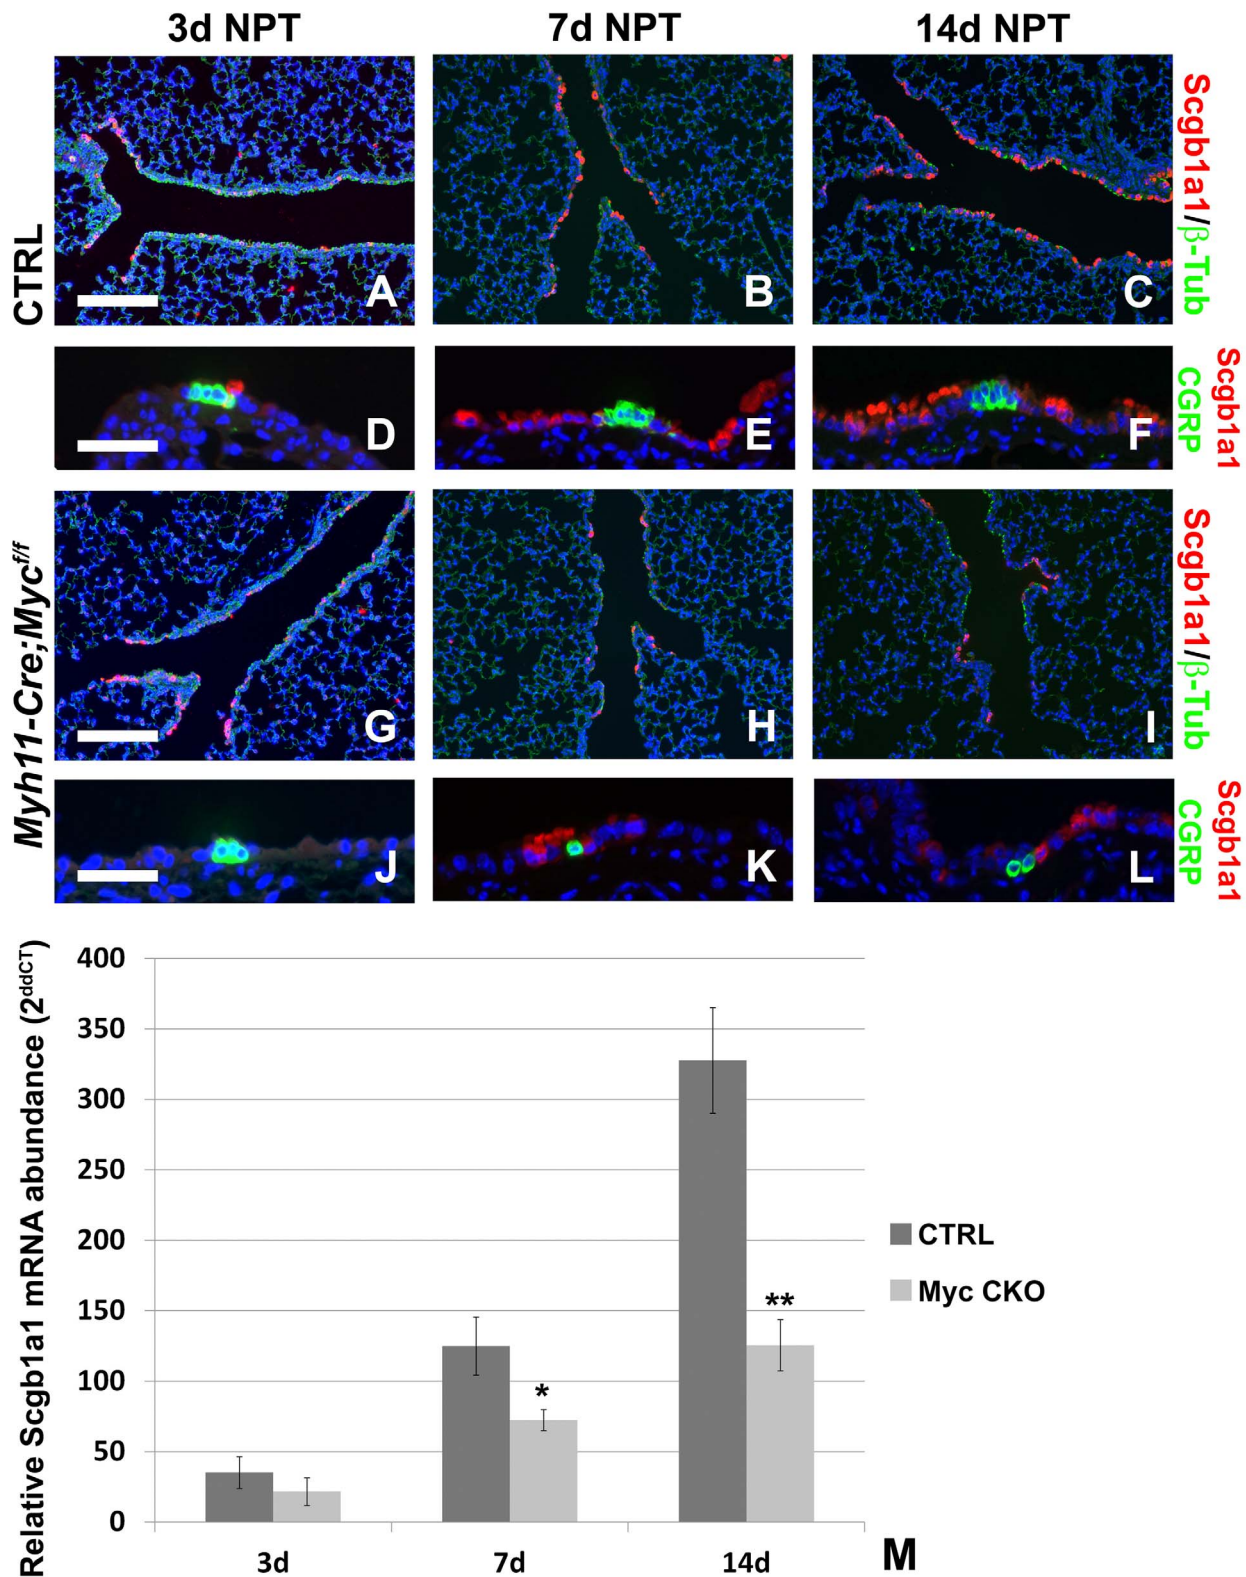 3d NPT 7d NPT 14d NPT
CTRL
A B C
Scgb1a1/β-Tub
D E F
CGRP
Scgb1a1
Myh11-Cre;Myc^f/f
G H I
Scgb1a1/β-Tub
J K L
CGRP
Scgb1a1
Relative Scgb1a1 mRNA abundance (2^ddCT)
400
350
300
250
200
150
100
50
0
*
**
3d 7d 14d
CTRL
Myc CKO
M